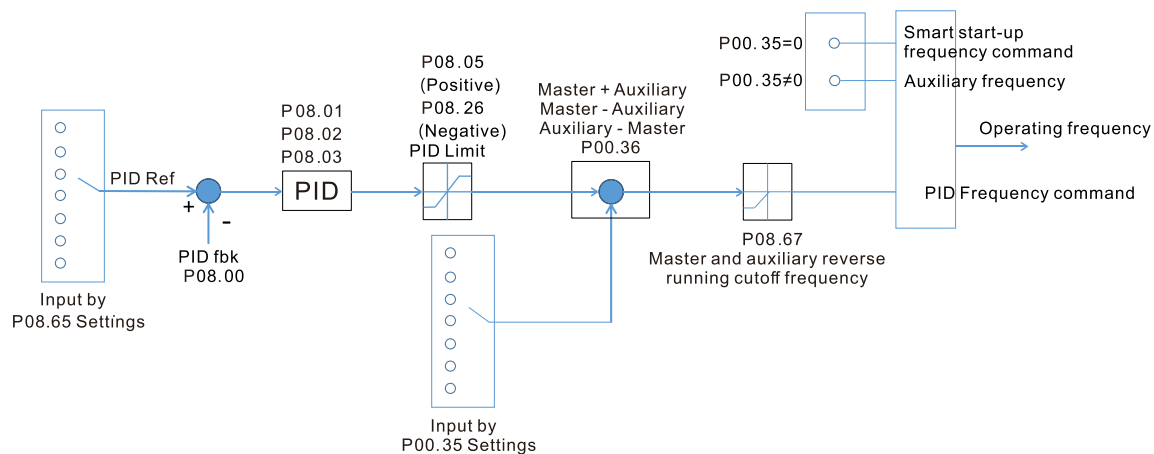 P00.35=0
Smart start-up
frequency command
P00.35≠0
Auxiliary frequency
Operating frequency
PID Frequency command
P08.05
(Positive)
P08.26
(Negative)
PID Limit
Master + Auxiliary
Master - Auxiliary
Auxiliary - Master
P00.36
P08.01
P08.02
P08.03
PID
PID Ref
+
-
PID fbk
P08.00
Input by
P08.65 Settings
P08.67
Master and auxiliary reverse
running cutoff frequency
Input by
P00.35 Settings